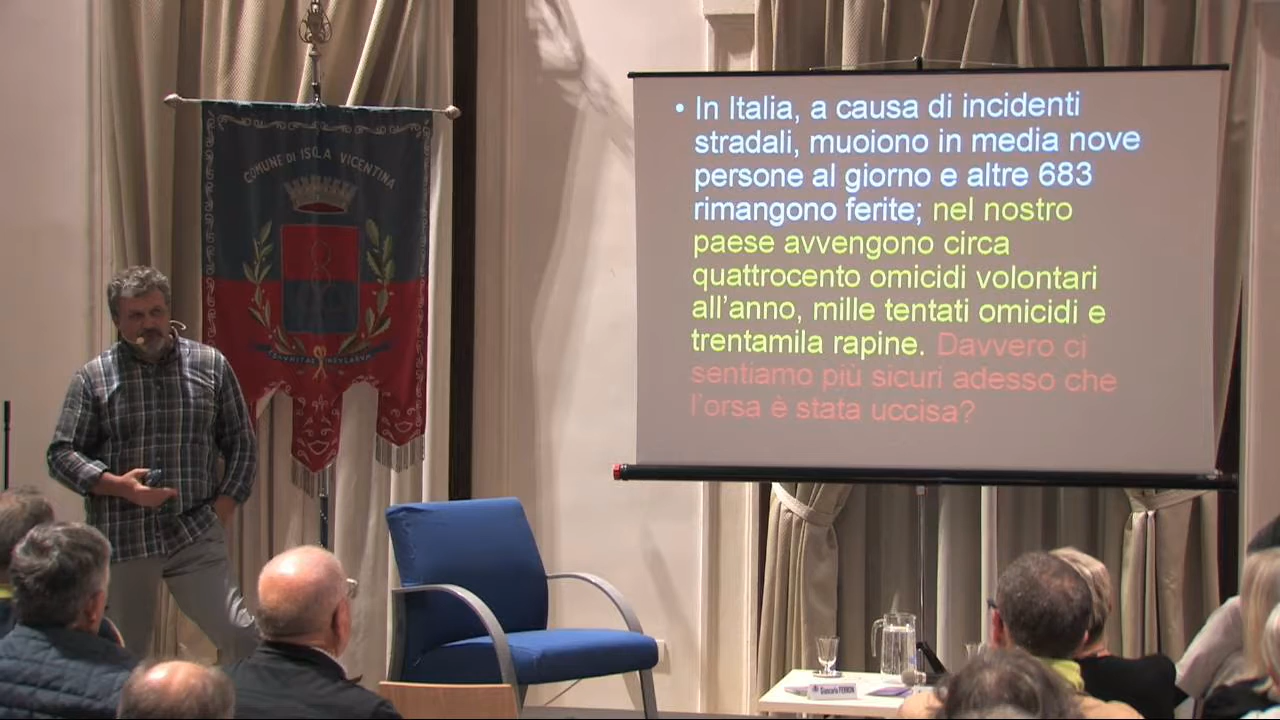 COMUNE DI ISOLA VICENTINA
• In Italia, a causa di incidenti
stradali, muoiono in media nove
persone al giorno e altre 683
rimangono ferite; nel nostro
paese avvengono circa
quattrocento omicidi volontari
all'anno, mille tentati omicidi e
trentamila rapine. Davvero ci
sentiamo più sicuri adesso che
l'orsa è stata uccisa?
Giancarlo FERRON